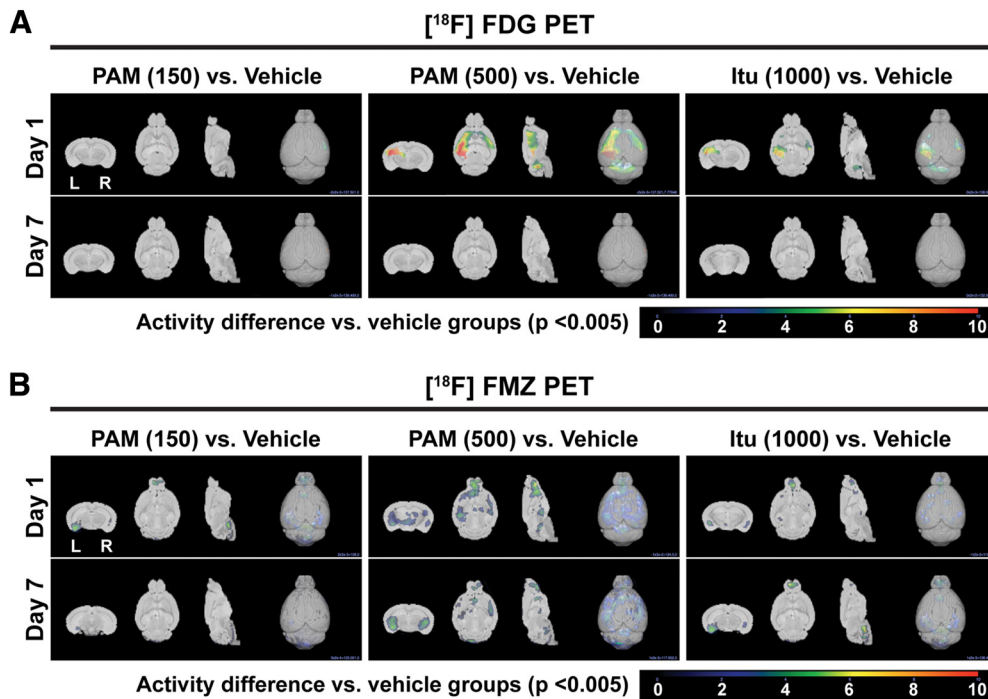 A
[18F] FDG PET
PAM (150) vs. Vehicle PAM (500) vs. Vehicle Itu (1000) vs. Vehicle
Day 1
L R
Day 7
Activity difference vs. vehicle groups (p <0.005) 0 2 4 6 8 10
B
[18F] FMZ PET
PAM (150) vs. Vehicle PAM (500) vs. Vehicle Itu (1000) vs. Vehicle
Day 1
L R
Day 7
Activity difference vs. vehicle groups (p <0.005) 0 2 4 6 8 10